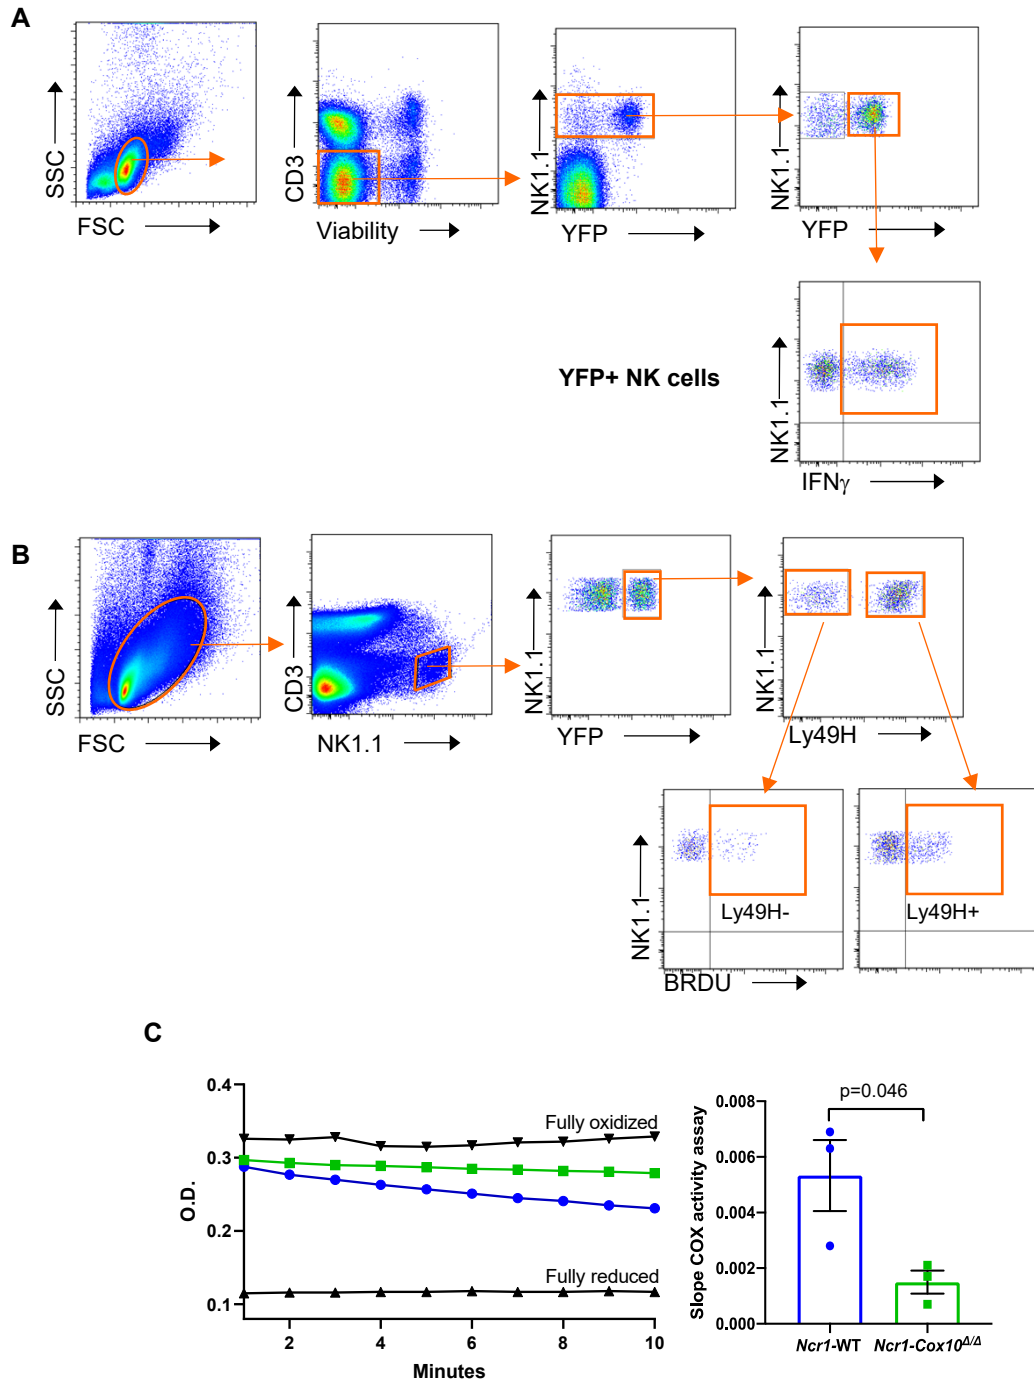 A
SSC
FSC
CD3
Viability
NK1.1
YFP
NK1.1
YFP
YFP+ NK cells
NK1.1
IFNγ
B
SSC
FSC
CD3
NK1.1
NK1.1
YFP
NK1.1
Ly49H
NK1.1
Ly49H-
Ly49H+
BRDU
C
O.D.
0.4
0.3
0.2
0.1
Fully oxidized
Fully reduced
2 4 6 8 10
Minutes
Slope COX activity assay
0.008
0.006
0.004
0.002
0.000
p=0.046
Ncr1-WT Ncr1-Cox10Δ/Δ